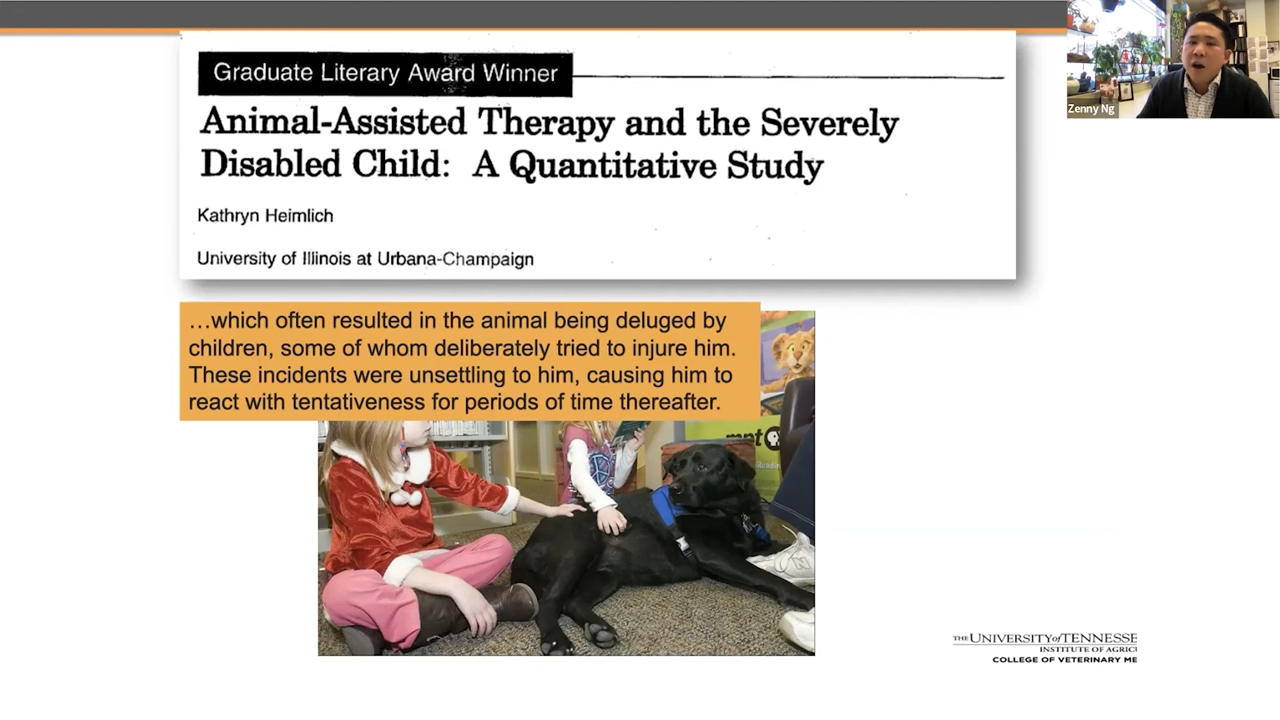 Graduate Literary Award Winner
Animal-Assisted Therapy and the Severely
Disabled Child: A Quantitative Study
Kathryn Heimlich
University of Illinois at Urbana-Champaign
Zenny Ng
…which often resulted in the animal being deluged by
children, some of whom deliberately tried to injure him.
These incidents were unsettling to him, causing him to
react with tentativeness for periods of time thereafter.
mpt
Readin
THE UNIVERSITY of TENNESSE
INSTITUTE OF AGRIC
COLLEGE OF VETERINARY ME